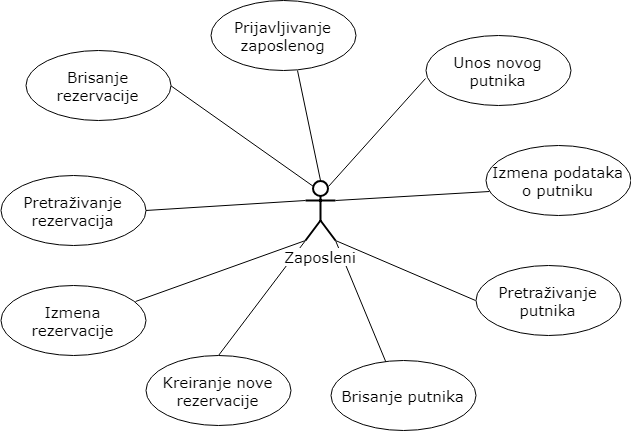 Prijavljivanje
zaposlenog
Unos novog
putnika
Brisanje
rezervacije
Izmena podataka
o putniku
Pretraživanje
rezervacija
Zaposleni
Pretraživanje
putnika
Izmena
rezervacije
Kreiranje nove
rezervacije
Brisanje putnika